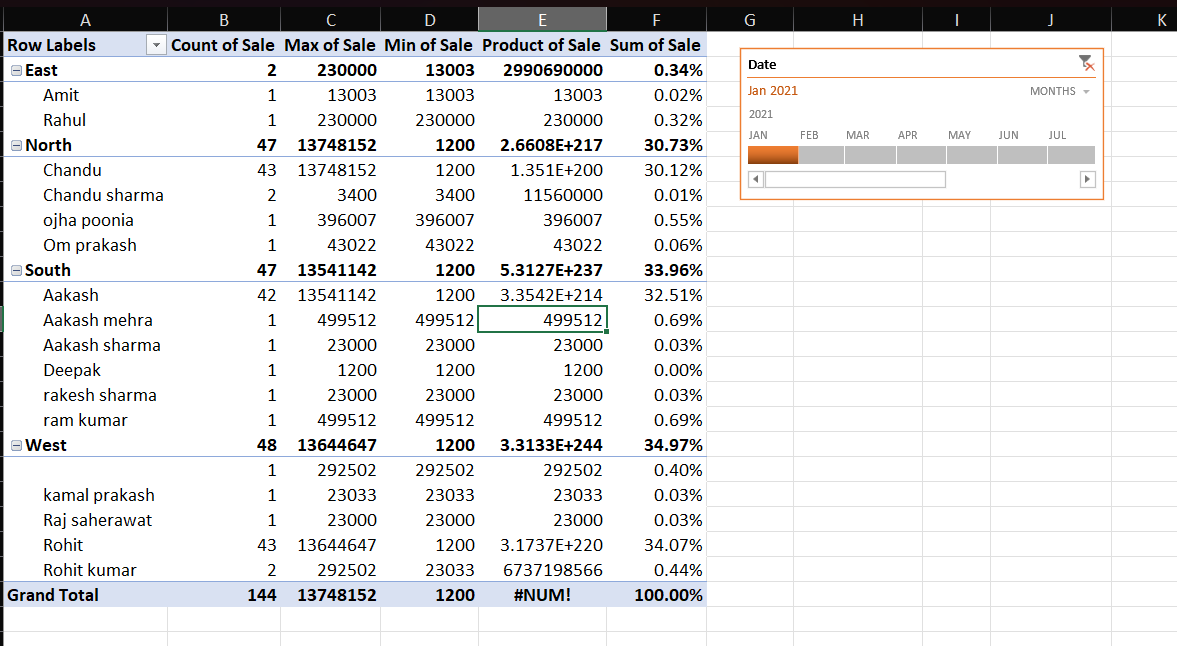 A B C D E F G H I J K
Row Labels Count of Sale Max of Sale Min of Sale Product of Sale Sum of Sale
East 2 230000 13003 2990690000 0.34%
Amit 1 13003 13003 13003 0.02%
Rahul 1 230000 230000 230000 0.32%
North 47 13748152 1200 2.6608E+217 30.73%
Chandu 43 13748152 1200 1.351E+200 30.12%
Chandu sharma 2 3400 3400 11560000 0.01%
ojha poonia 1 396007 396007 396007 0.55%
Om prakash 1 43022 43022 43022 0.06%
South 47 13541142 1200 5.3127E+237 33.96%
Aakash 42 13541142 1200 3.3542E+214 32.51%
Aakash mehra 1 499512 499512 499512 0.69%
Aakash sharma 1 23000 23000 23000 0.03%
Deepak 1 1200 1200 1200 0.00%
rakesh sharma 1 23000 23000 23000 0.03%
ram kumar 1 499512 499512 499512 0.69%
West 48 13644647 1200 3.3133E+244 34.97%
1 292502 292502 292502 0.40%
kamal prakash 1 23033 23033 23033 0.03%
Raj saherawat 1 23000 23000 23000 0.03%
Rohit 43 13644647 1200 3.1737E+220 34.07%
Rohit kumar 2 292502 23033 6737198566 0.44%
Grand Total 144 13748152 1200 #NUM! 100.00%
Date
Jan 2021 MONTHS
2021
JAN FEB MAR APR MAY JUN JUL